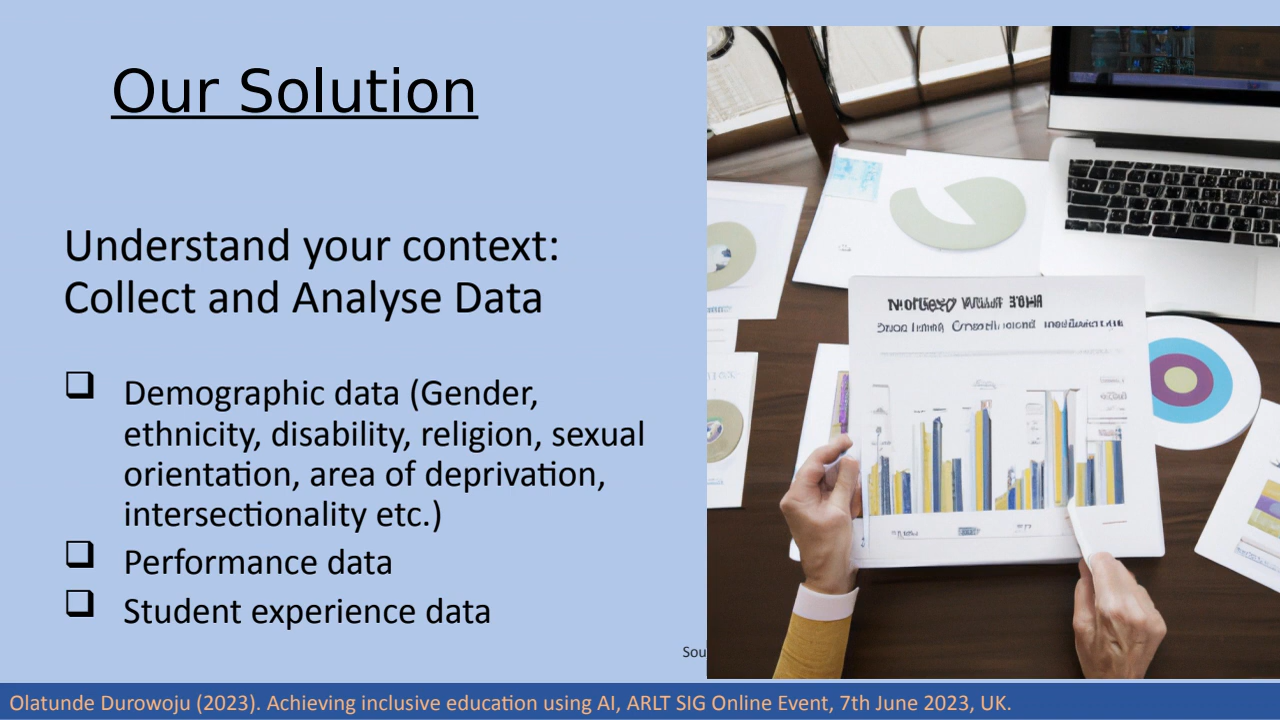 Our Solution
Understand your context:
Collect and Analyse Data
Demographic data (Gender,
ethnicity, disability, religion, sexual
orientation, area of deprivation,
intersectionality etc.)
Performance data
Student experience data
Sou
Olatunde Durowoju (2023). Achieving inclusive education using AI, ARLT SIG Online Event, 7th June 2023, UK.